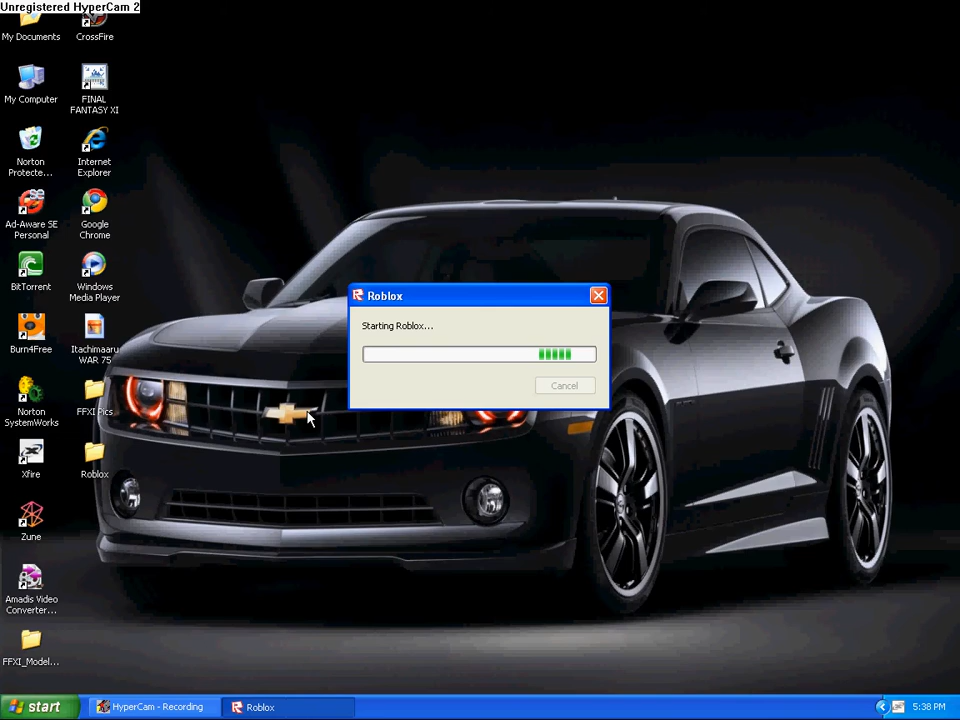 Unregistered HyperCam 2
My Documents
CrossFire
My Computer
FINAL
FANTASY XI
Norton
Protecte...
Internet
Explorer
Ad-Aware SE
Personal
Google
Chrome
BitTorrent
Windows
Media Player
Burn4Free
Itachimaaru
WAR 75
Norton
SystemWorks
FFXI Pics
Xfire
Roblox
Zune
Amadis Video
Converter...
FFXI_Model...
Roblox
Starting Roblox...
Cancel
start
HyperCam - Recording
Roblox
5:38 PM